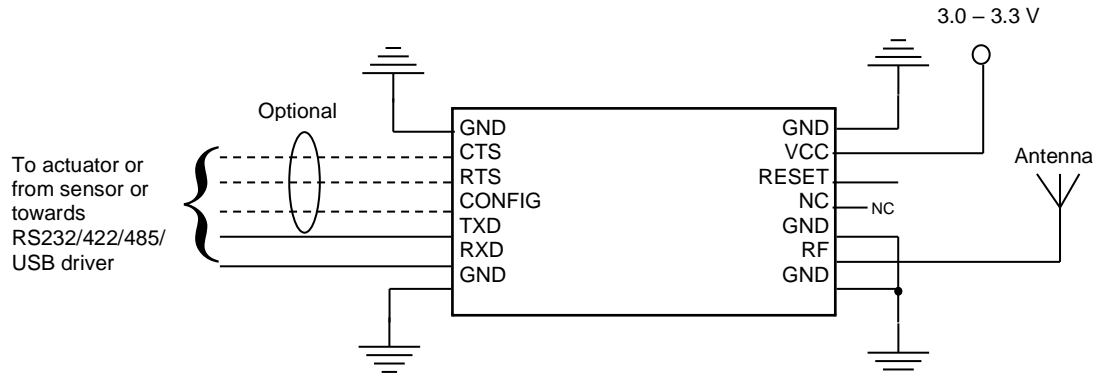 3.0 – 3.3 V
Optional
To actuator or
from sensor or
towards
RS232/422/485/
USB driver
GND
CTS
RTS
CONFIG
TXD
RXD
GND
GND
VCC
RESET
NC
GND
RF
GND
NC
Antenna